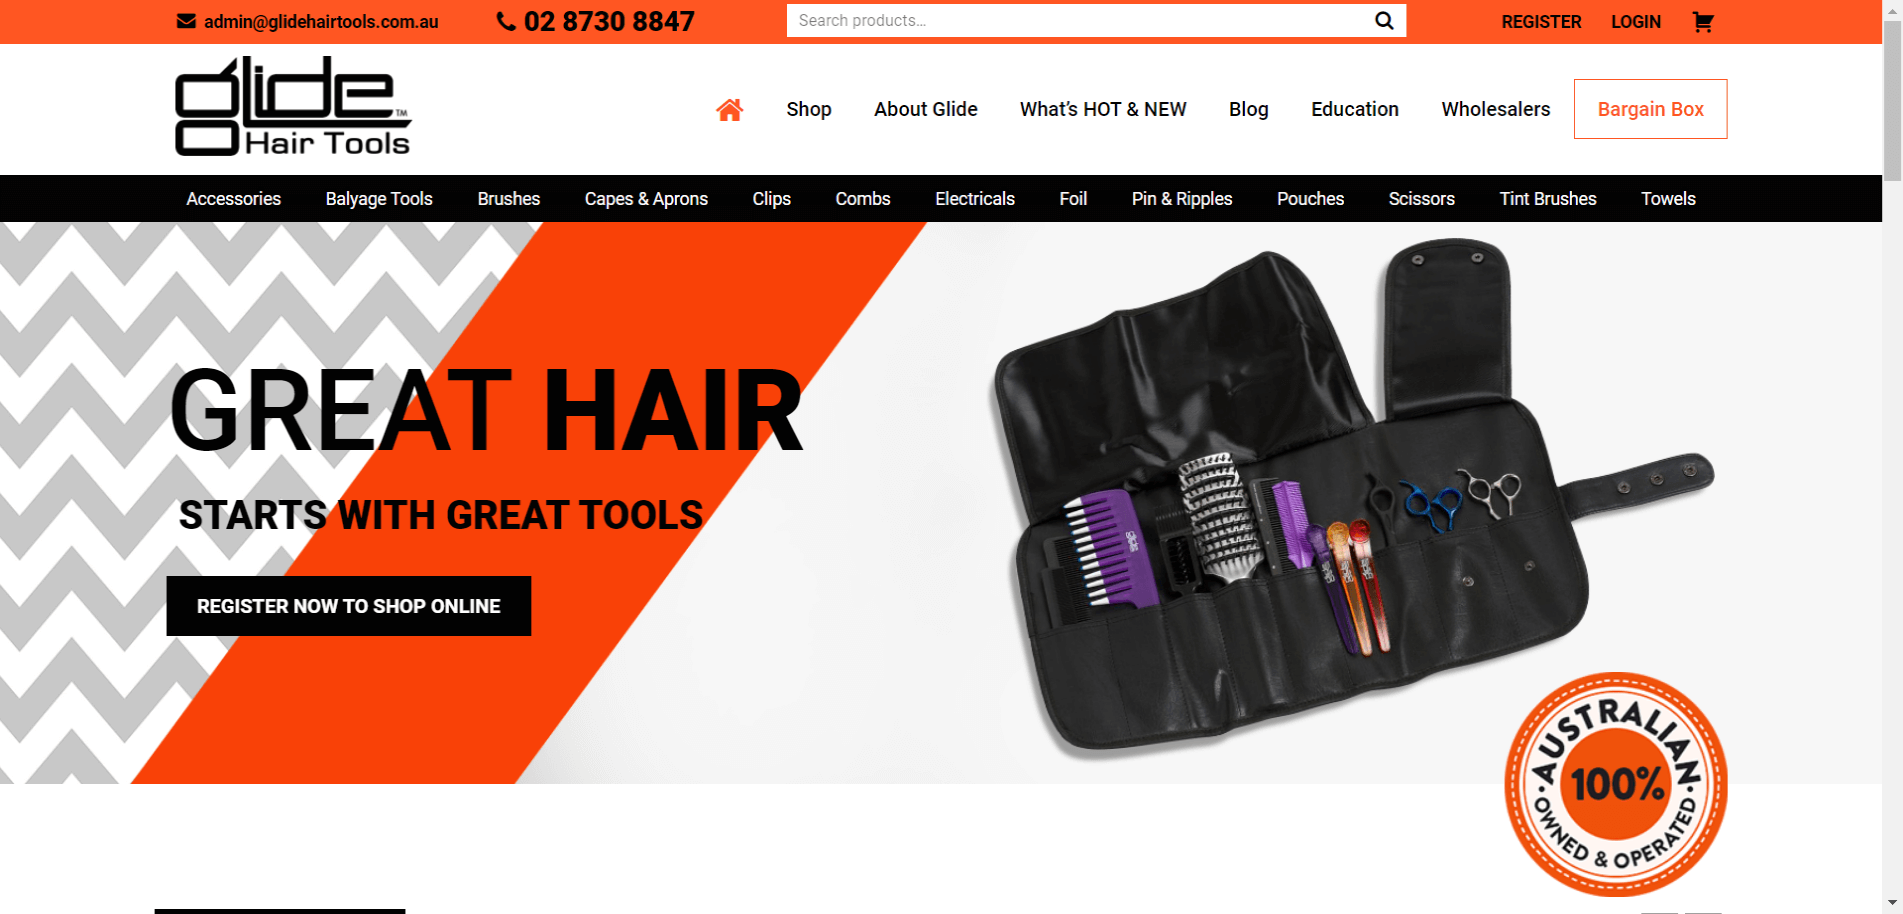 admin@glidehairtools.com.au
02 8730 8847
Search products...
REGISTER
LOGIN
glide™
Hair Tools
Shop
About Glide
What's HOT & NEW
Blog
Education
Wholesalers
Bargain Box
Accessories
Balyage Tools
Brushes
Capes & Aprons
Clips
Combs
Electricals
Foil
Pin & Ripples
Pouches
Scissors
Tint Brushes
Towels
GREAT HAIR
STARTS WITH GREAT TOOLS
REGISTER NOW TO SHOP ONLINE
glide
AUSTRALIAN
100%
OWNED & OPERATED